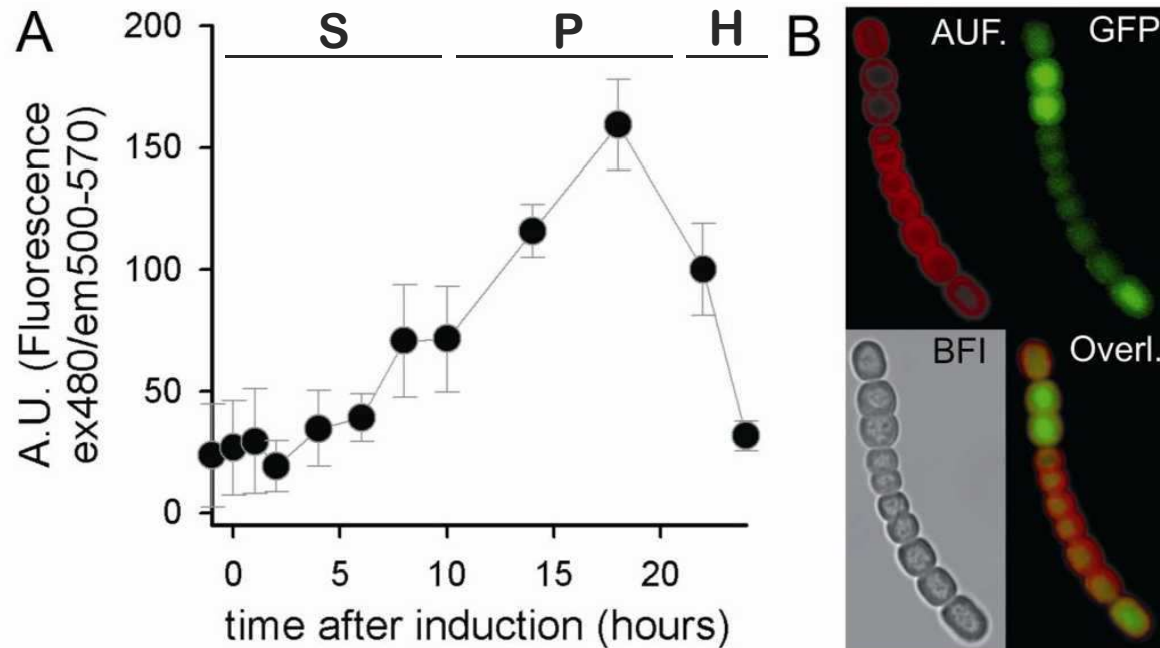 A
A.U. (Fluorescence
ex480/em500-570)
200
150
100
50
0
S P H
0 5 10 15 20
time after induction (hours)
B
AUF. GFP
BFI Overl.